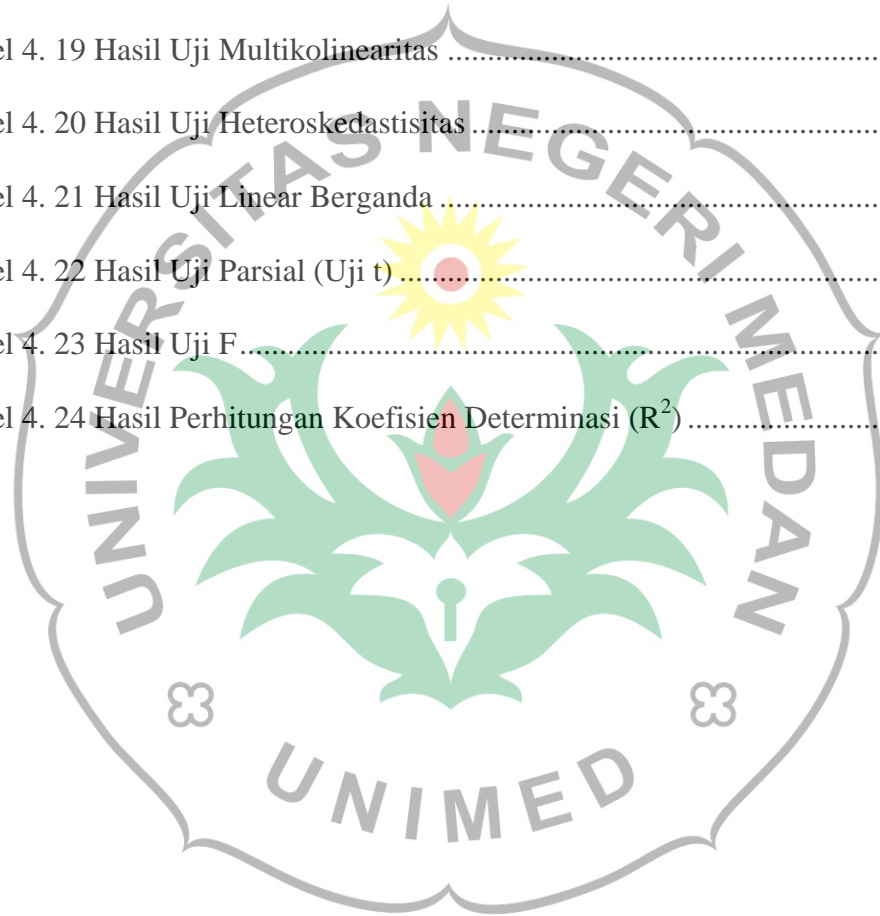 el 4. 19 Hasil Uji Multikolinearitas ................................................
el 4. 20 Hasil Uji Heteroskedastisitas ................................................
el 4. 21 Hasil Uji Linear Berganda ................................................
el 4. 22 Hasil Uji Parsial (Uji t) ................................................
el 4. 23 Hasil Uji F ................................................
el 4. 24 Hasil Perhitungan Koefisien Determinasi (R²) ........................
UNIVERSITAS NEGERI MEDAN
UNIMED